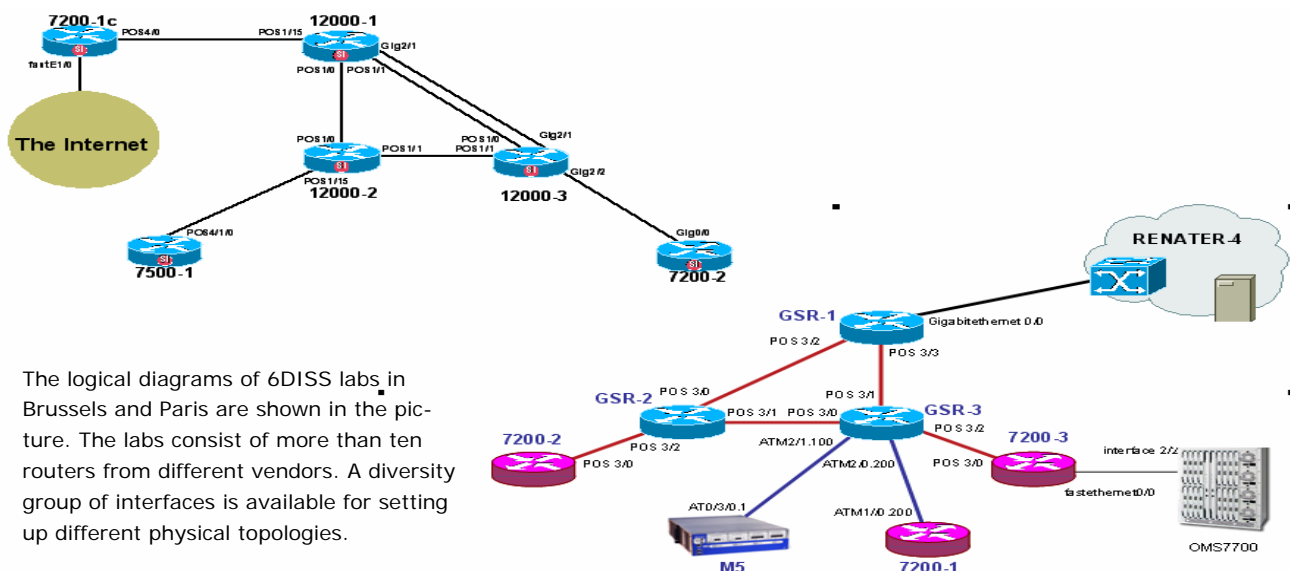 7200-1c
POS4/0
POS1/15
12000-1
Gig2/1
SI
SI
fastE1/0
POS1/0
POS1/1
The Internet
POS1/0
POS1/1
POS1/0
POS1/1
Gig2/1
SI
SI
Gig2/2
POS1/15
12000-2
12000-3
POS4/1/0
Gig0/0
SI
SI
7500-1
7200-2
RENATER-4
GSR-1
Gigabitethernet 0/0
POS 3/2
POS 3/3
The logical diagrams of 6DISS labs in
Brussels and Paris are shown in the pic-
ture. The labs consist of more than ten
routers from different vendors. A diversity
group of interfaces is available for setting
up different physical topologies.
POS 3/0
POS 3/1
GSR-2
GSR-3
POS 3/1
POS 3/0
POS 3/2
7200-2
POS 3/2
POS 3/0
ATM2/1.100
ATM2/0.200
7200-3
POS 3/0
interface 2/2
fastethernet0/0
AT0/3/0.1
ATM1/0.200
OMS7700
M5
7200-1